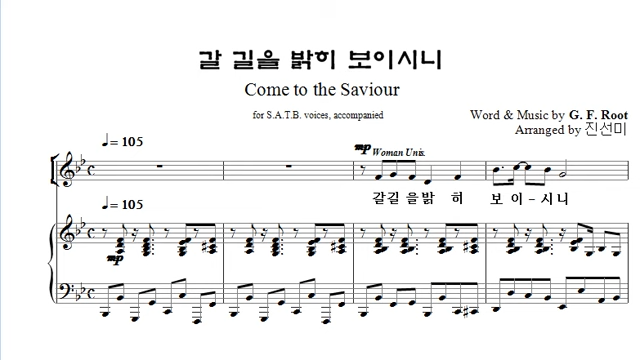 갈 길을 밝히 보이시니
Come to the Saviour
for S.A.T.B. voices, accompanied
Word & Music by G. F. Root
Arranged by 진선미
♩ = 105
mp Woman Unis.
갈길 을밝 히 보 이 - 시 니
♩ = 105
mp